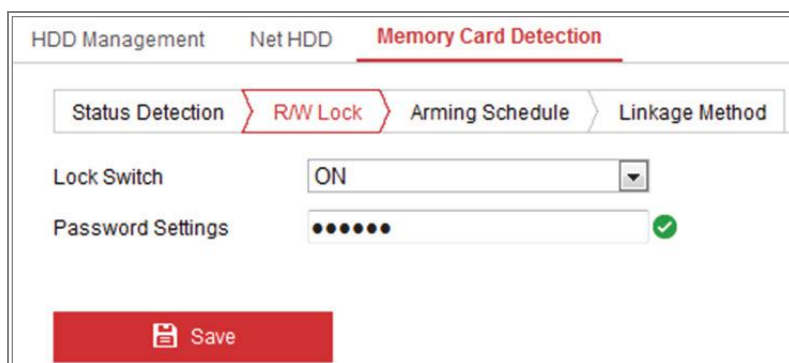 HDD Management Net HDD Memory Card Detection
Status Detection R/W Lock Arming Schedule Linkage Method
Lock Switch ON
Password Settings ●●●●●●
Save